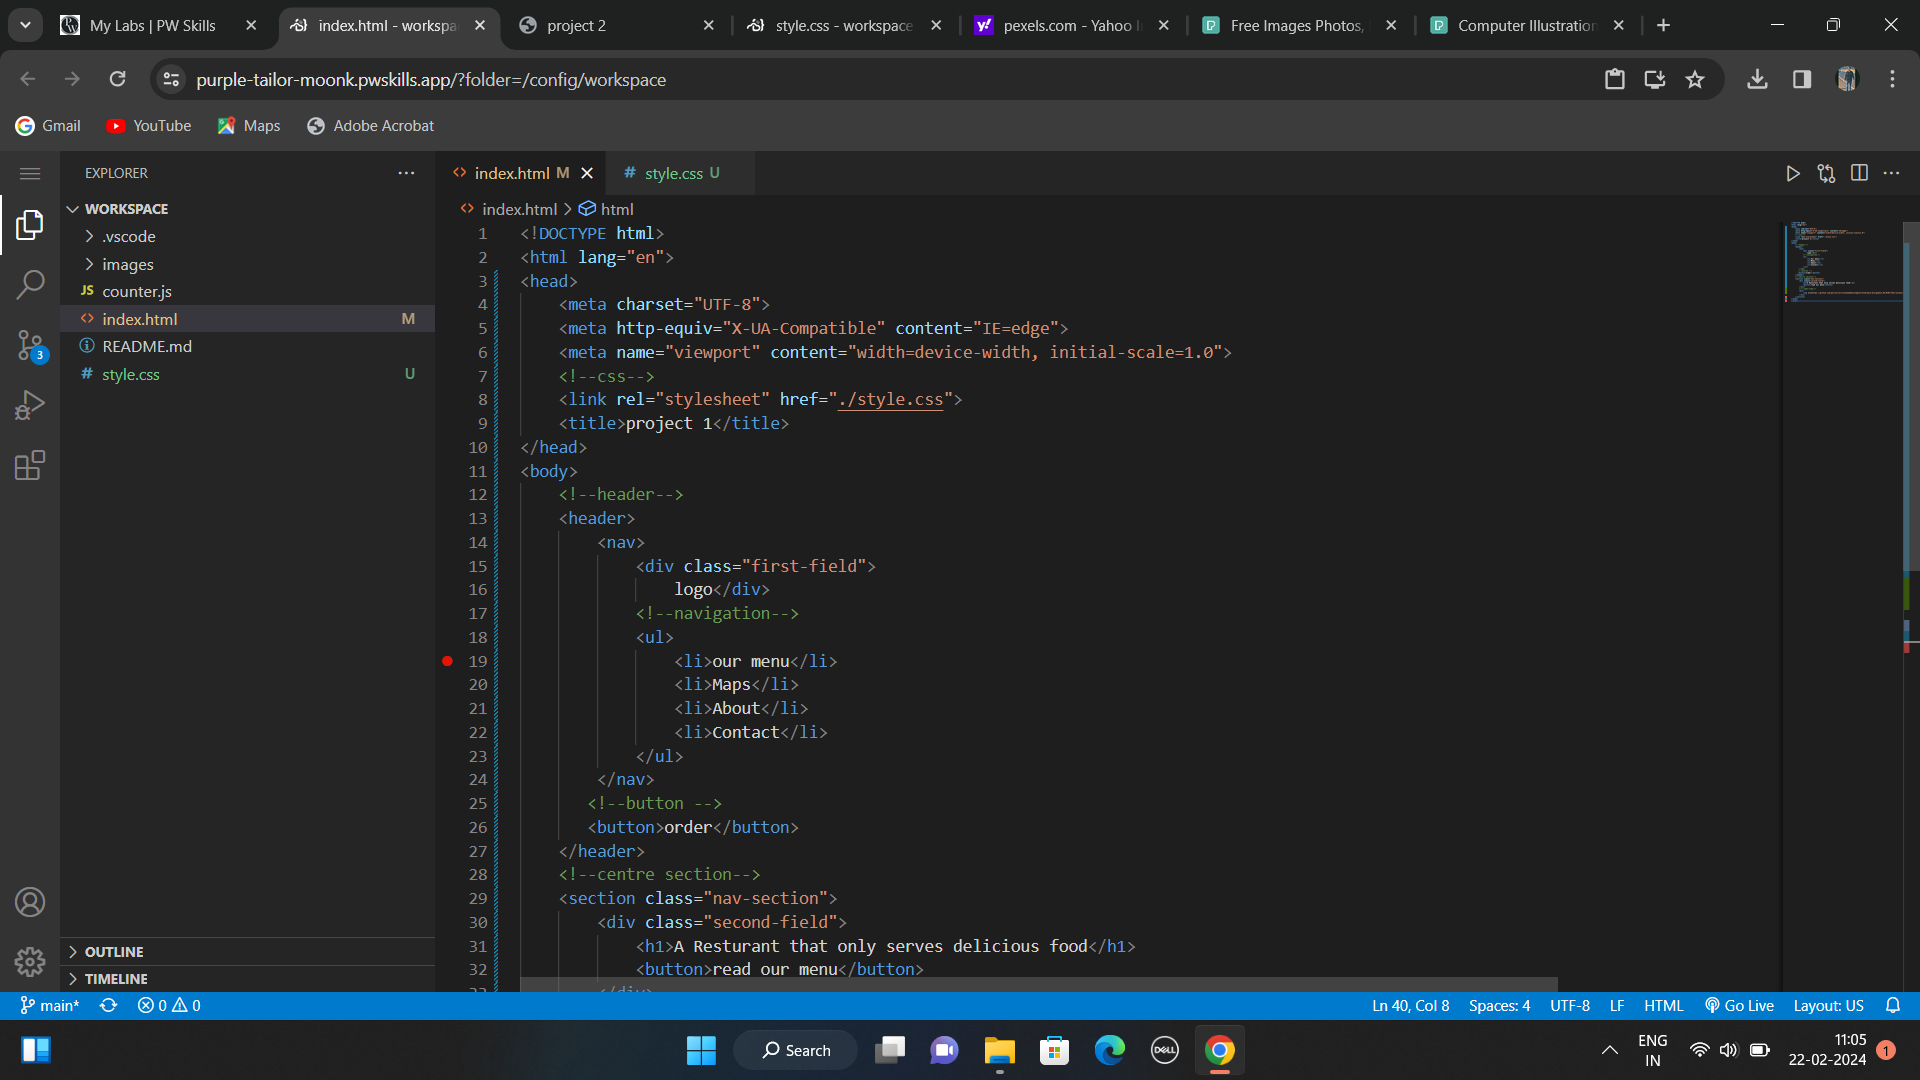 My Labs | PW Skills
index.html - workspa
project 2
style.css - workspace
pexels.com - Yahoo I
Free Images Photos,
Computer Illustration
purple-tailor-moonk.pwskills.app/?folder=/config/workspace
Gmail
YouTube
Maps
Adobe Acrobat
EXPLORER
WORKSPACE
.vscode
images
JS counter.js
<> index.html M
README.md
# style.css U
OUTLINE
TIMELINE
<> index.html M
# style.css U
<> index.html > html
1 <!DOCTYPE html>
2 <html lang="en">
3 <head>
4 <meta charset="UTF-8">
5 <meta http-equiv="X-UA-Compatible" content="IE=edge">
6 <meta name="viewport" content="width=device-width, initial-scale=1.0">
7 <!--css-->
8 <link rel="stylesheet" href="./style.css">
9 <title>project 1</title>
10 </head>
11 <body>
12 <!--header-->
13 <header>
14 <nav>
15 <div class="first-field">
16 logo</div>
17 <!--navigation-->
18 <ul>
19 <li>our menu</li>
20 <li>Maps</li>
21 <li>About</li>
22 <li>Contact</li>
23 </ul>
24 </nav>
25 <!--button -->
26 <button>order</button>
27 </header>
28 <!--centre section-->
29 <section class="nav-section">
30 <div class="second-field">
31 <h1>A Resturant that only serves delicious food</h1>
32 <button>read our menu</button>
33 </div>
3
main* 0 0
Ln 40, Col 8 Spaces: 4 UTF-8 LF HTML Go Live Layout: US
Search
DELL
ENG
IN
11:05
22-02-2024
1